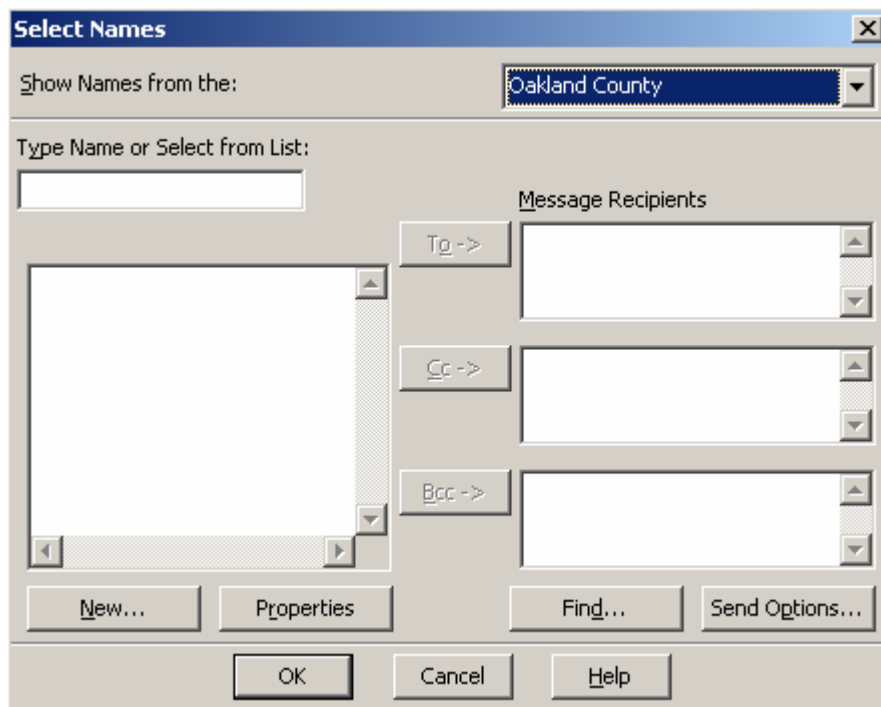 Select Names
Show Names from the:
Oakland County
Type Name or Select from List:
Message Recipients
To ->
Cc ->
Bcc ->
New...
Properties
Find...
Send Options...
OK
Cancel
Help